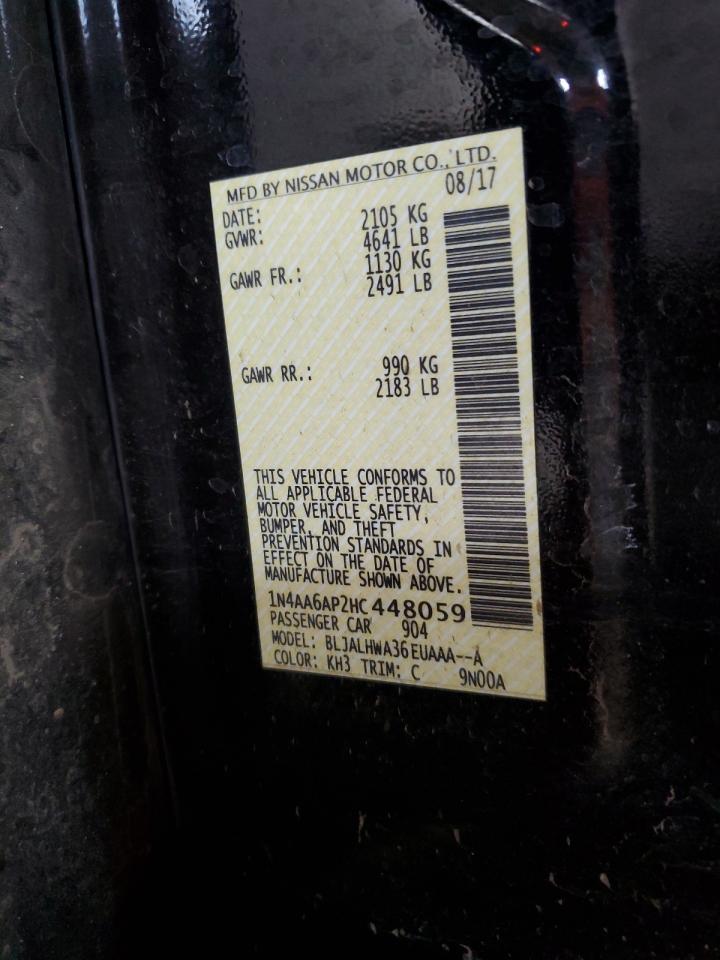 MFD BY NISSAN MOTOR CO., LTD.
DATE: 08/17
GVWR: 2105 KG
4641 LB
GAWR FR.: 1130 KG
2491 LB
GAWR RR.: 990 KG
2183 LB
THIS VEHICLE CONFORMS TO
ALL APPLICABLE FEDERAL
MOTOR VEHICLE SAFETY,
BUMPER, AND THEFT
PREVENTION STANDARDS IN
EFFECT ON THE DATE OF
MANUFACTURE SHOWN ABOVE.
1N4AA6AP2HC448059
PASSENGER CAR 904
MODEL: BLJALHWA36EUAAA--A
COLOR: KH3 TRIM: C 9N00A